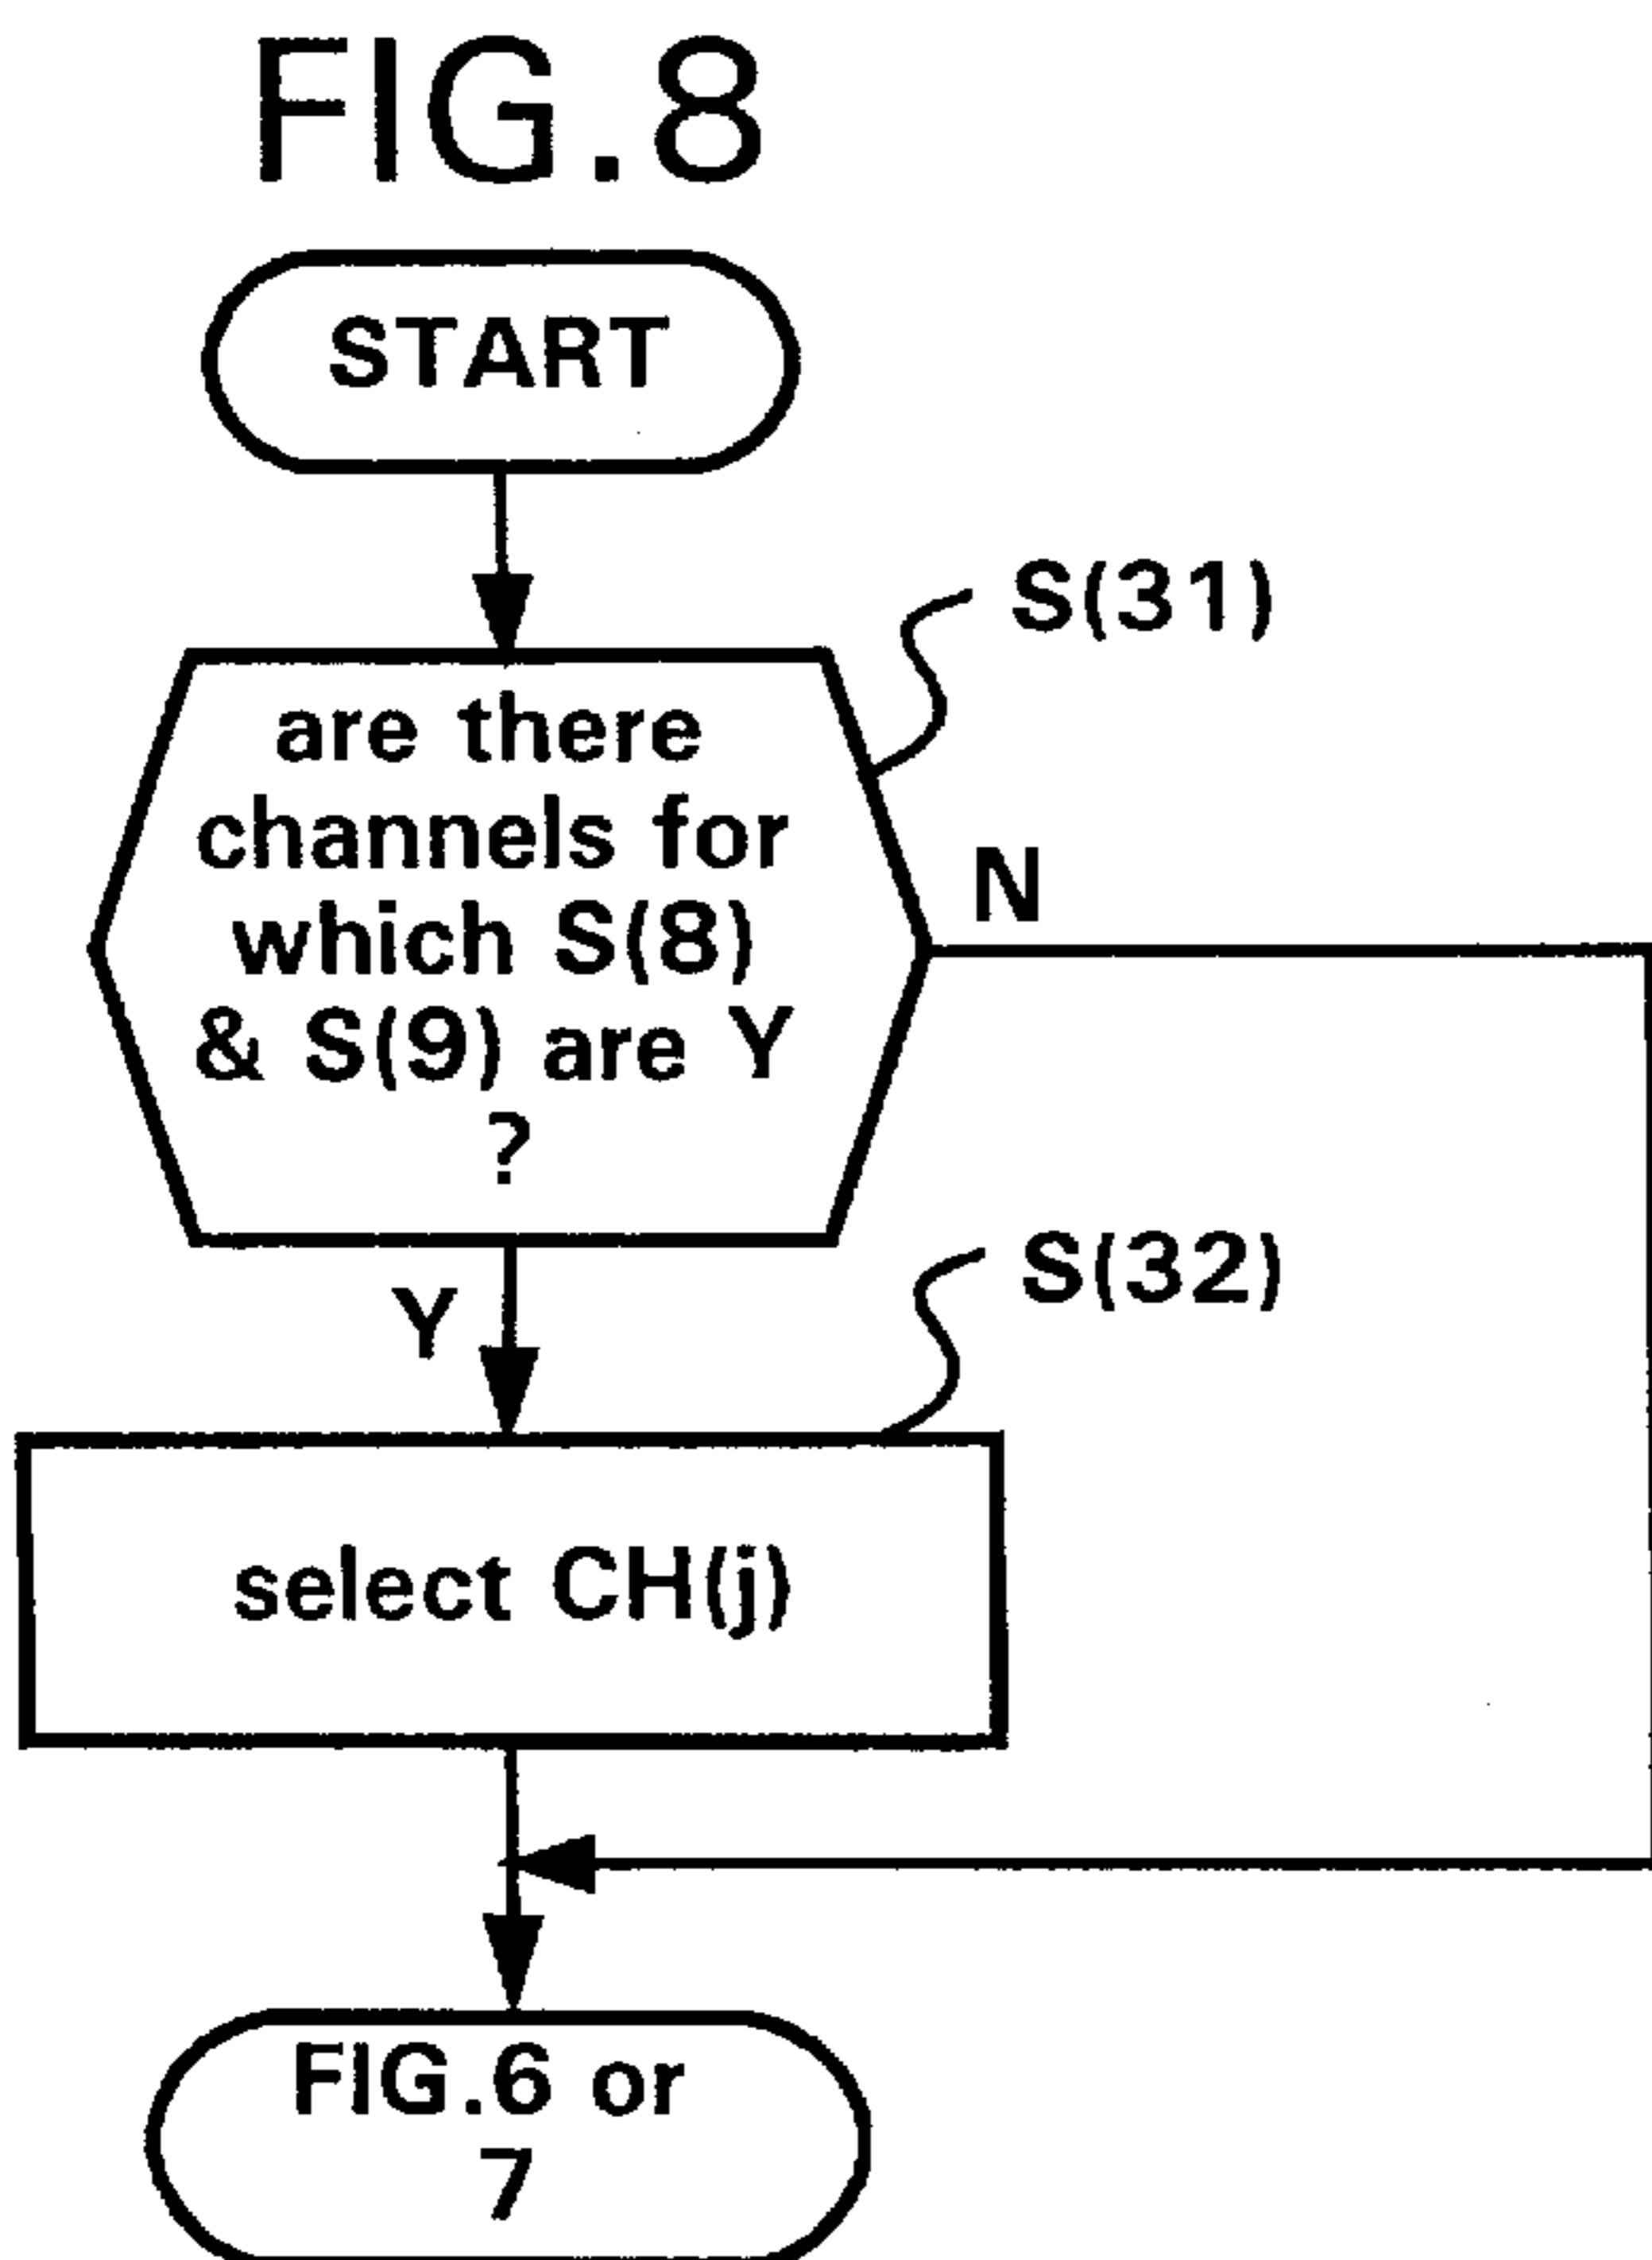 FIG.8
START
S(31)
are there
channels for
which S(8)
& S(9) are Y
?
N
Y
S(32)
select CH(j)
FIG.6 or
7